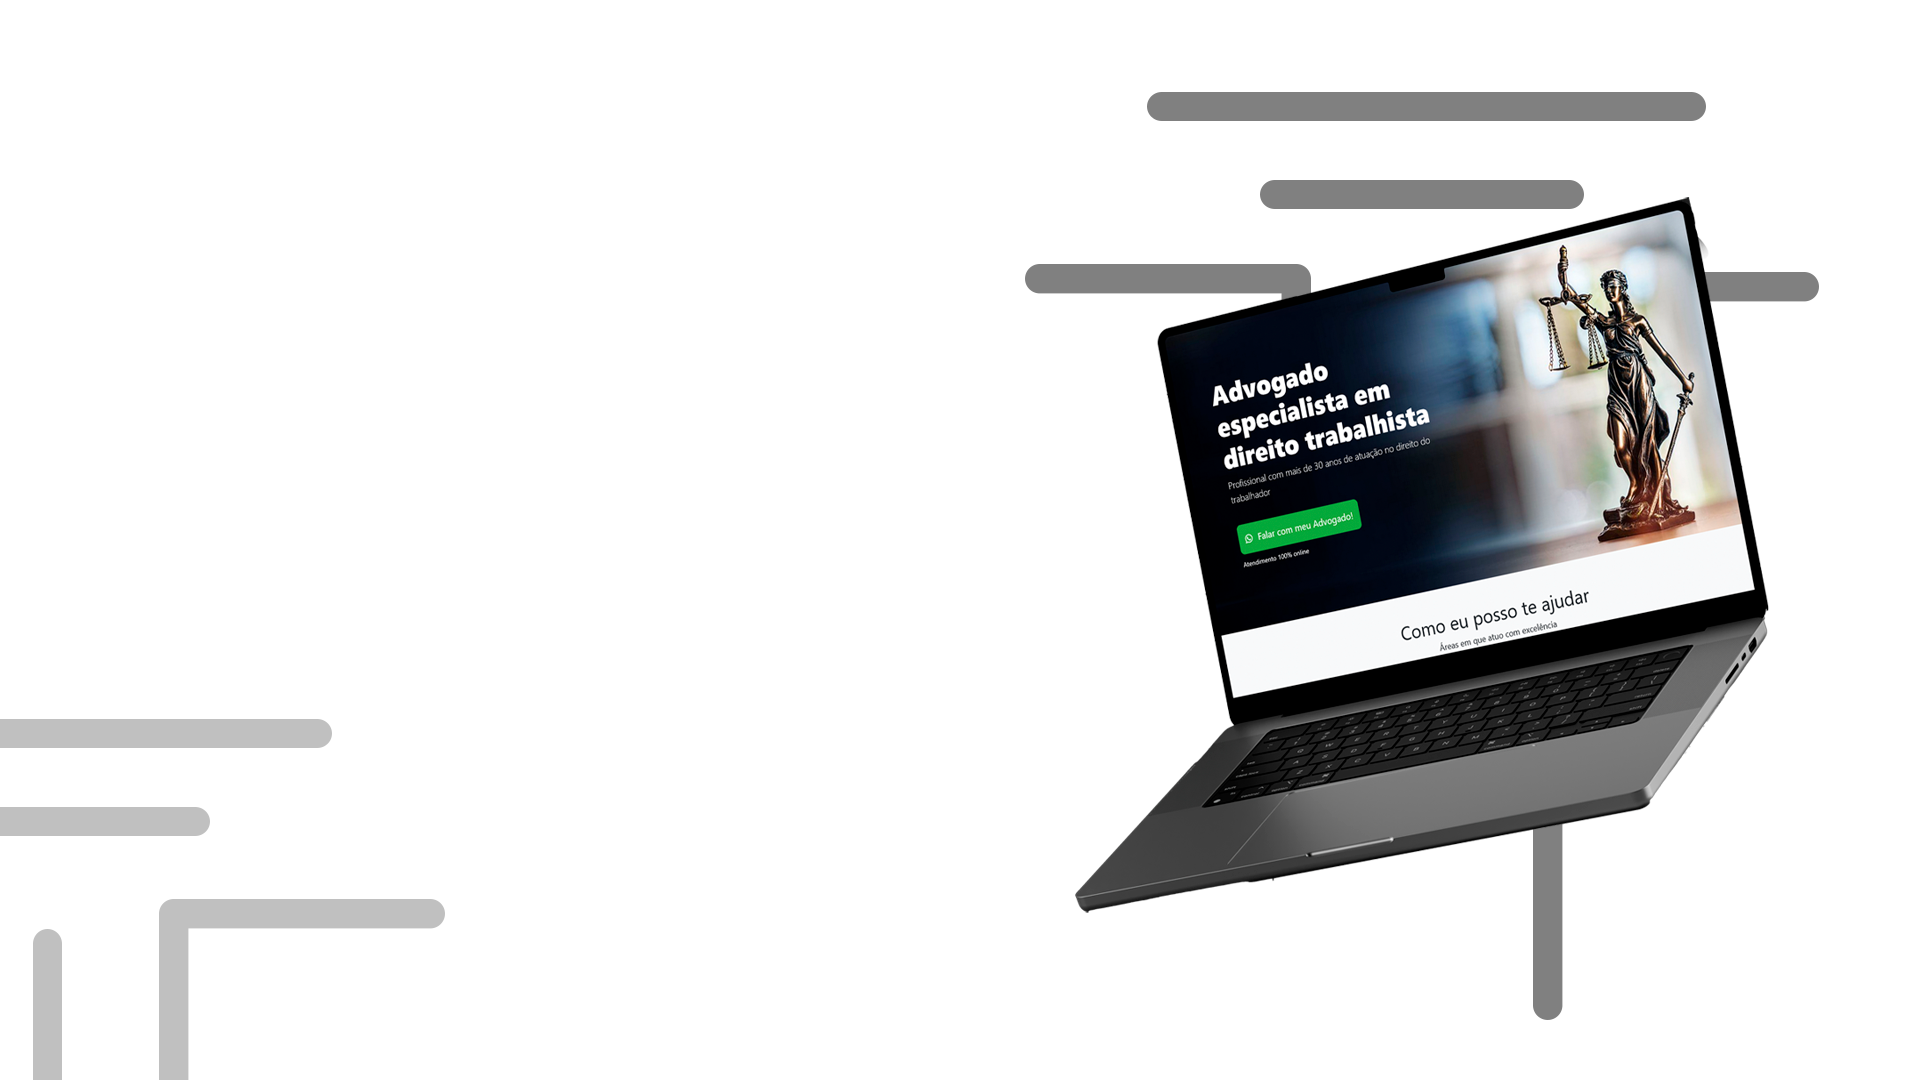 Advogado
especialista em
direito trabalhista
Profissional com mais de 30 anos de atuação no direito do
trabalhador
Falar com meu Advogado!
Atendimento 100% online
Como eu posso te ajudar
Áreas em que atuo com excelência